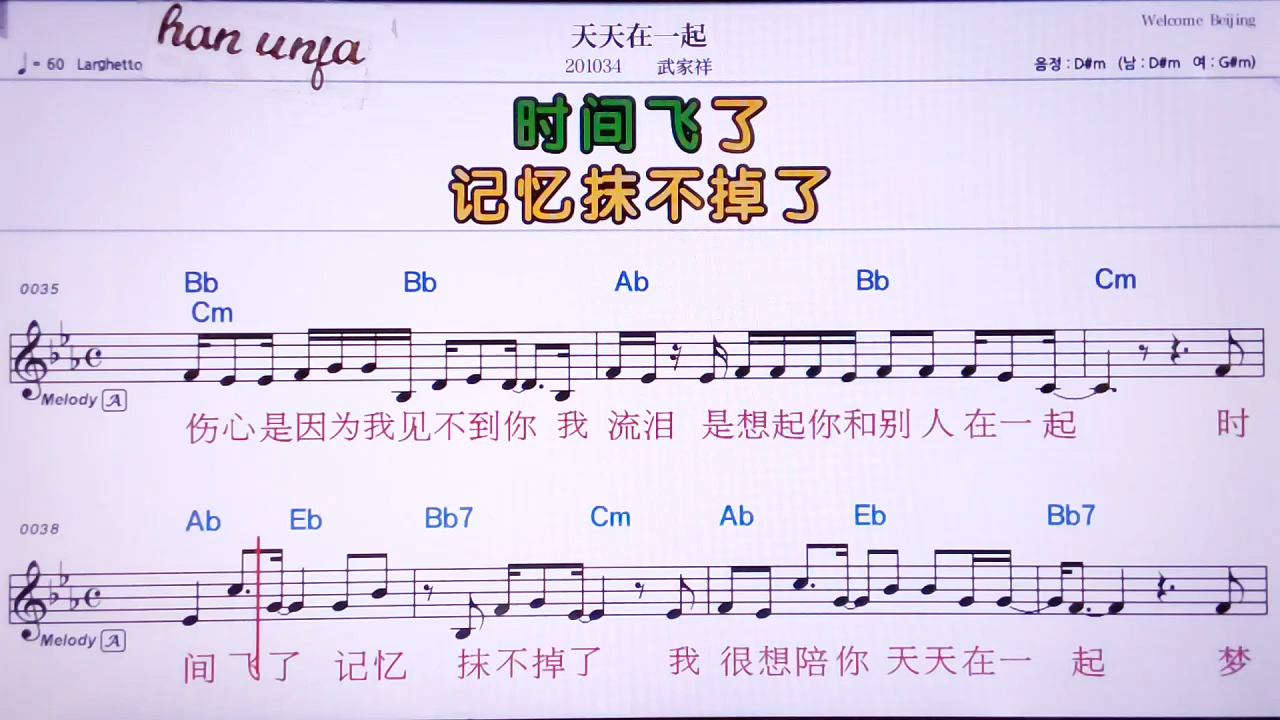 han unfa
天天在一起
Welcome Beijing
= 60 Larghetto
201034 武家祥
음정 : D#m (남 : D#m 여 : G#m)
时间飞了
记忆抹不掉了
0035
Bb Bb Ab Bb Cm
Cm
Melody A
伤心是因为我见不到你 我 流泪 是想起你和别人在一起 时
0038
Ab Eb Bb7 Cm Ab Eb Bb7
Melody A
间飞了 记忆 抹不掉了 我 很想陪你 天天在一 起 梦